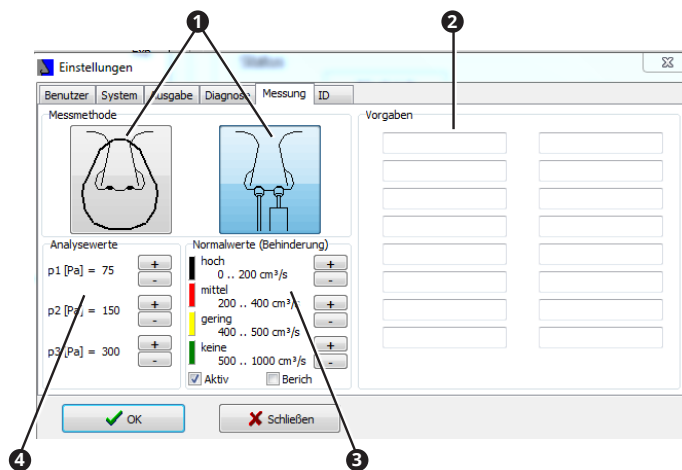 1
2
Status
Einstellungen
Benutzer System Ausgabe Diagnose Messung ID
Messmethode
Vorgaben
Analysewerte
p1 [Pa] = 75
+
-
p2 [Pa] = 150
+
-
p3 [Pa] = 300
+
-
Normalwerte (Behinderung)
hoch
0 .. 200 cm³/s
+
-
mittel
200 .. 400 cm³/s
+
-
gering
400 .. 500 cm³/s
keine
500 .. 1000 cm³/s
+
-
Aktiv Berich
OK Schließen
4
3